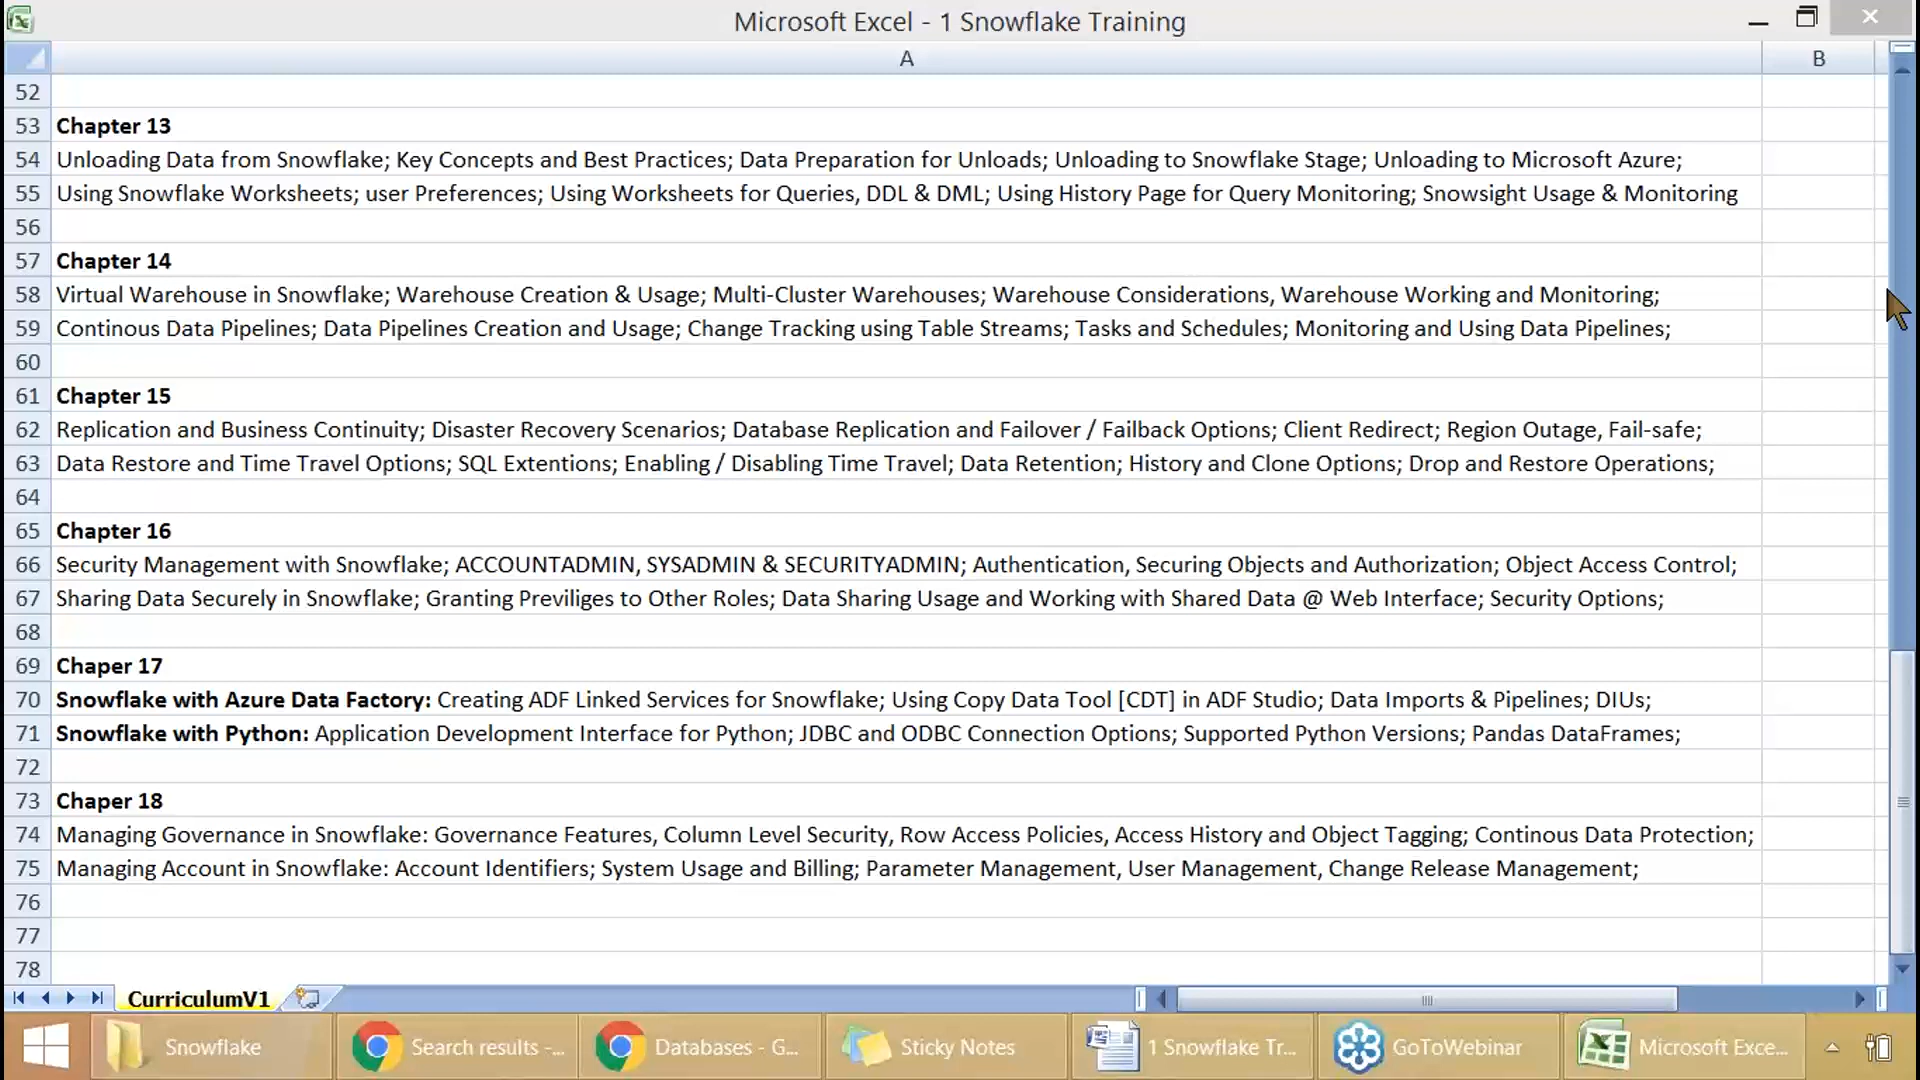 Microsoft Excel - 1 Snowflake Training
A B
52
53 Chapter 13
54 Unloading Data from Snowflake; Key Concepts and Best Practices; Data Preparation for Unloads; Unloading to Snowflake Stage; Unloading to Microsoft Azure;
55 Using Snowflake Worksheets; user Preferences; Using Worksheets for Queries, DDL & DML; Using History Page for Query Monitoring; Snowsight Usage & Monitoring
56
57 Chapter 14
58 Virtual Warehouse in Snowflake; Warehouse Creation & Usage; Multi-Cluster Warehouses; Warehouse Considerations, Warehouse Working and Monitoring;
59 Continous Data Pipelines; Data Pipelines Creation and Usage; Change Tracking using Table Streams; Tasks and Schedules; Monitoring and Using Data Pipelines;
60
61 Chapter 15
62 Replication and Business Continuity; Disaster Recovery Scenarios; Database Replication and Failover / Failback Options; Client Redirect; Region Outage, Fail-safe;
63 Data Restore and Time Travel Options; SQL Extentions; Enabling / Disabling Time Travel; Data Retention; History and Clone Options; Drop and Restore Operations;
64
65 Chapter 16
66 Security Management with Snowflake; ACCOUNTADMIN, SYSADMIN & SECURITYADMIN; Authentication, Securing Objects and Authorization; Object Access Control;
67 Sharing Data Securely in Snowflake; Granting Previliges to Other Roles; Data Sharing Usage and Working with Shared Data @ Web Interface; Security Options;
68
69 Chaper 17
70 Snowflake with Azure Data Factory: Creating ADF Linked Services for Snowflake; Using Copy Data Tool [CDT] in ADF Studio; Data Imports & Pipelines; DIUs;
71 Snowflake with Python: Application Development Interface for Python; JDBC and ODBC Connection Options; Supported Python Versions; Pandas DataFrames;
72
73 Chaper 18
74 Managing Governance in Snowflake: Governance Features, Column Level Security, Row Access Policies, Access History and Object Tagging; Continous Data Protection;
75 Managing Account in Snowflake: Account Identifiers; System Usage and Billing; Parameter Management, User Management, Change Release Management;
76
77
78
CurriculumV1
Snowflake Search results -... Databases - G... Sticky Notes 1 Snowflake Tr... GoToWebinar Microsoft Exce...